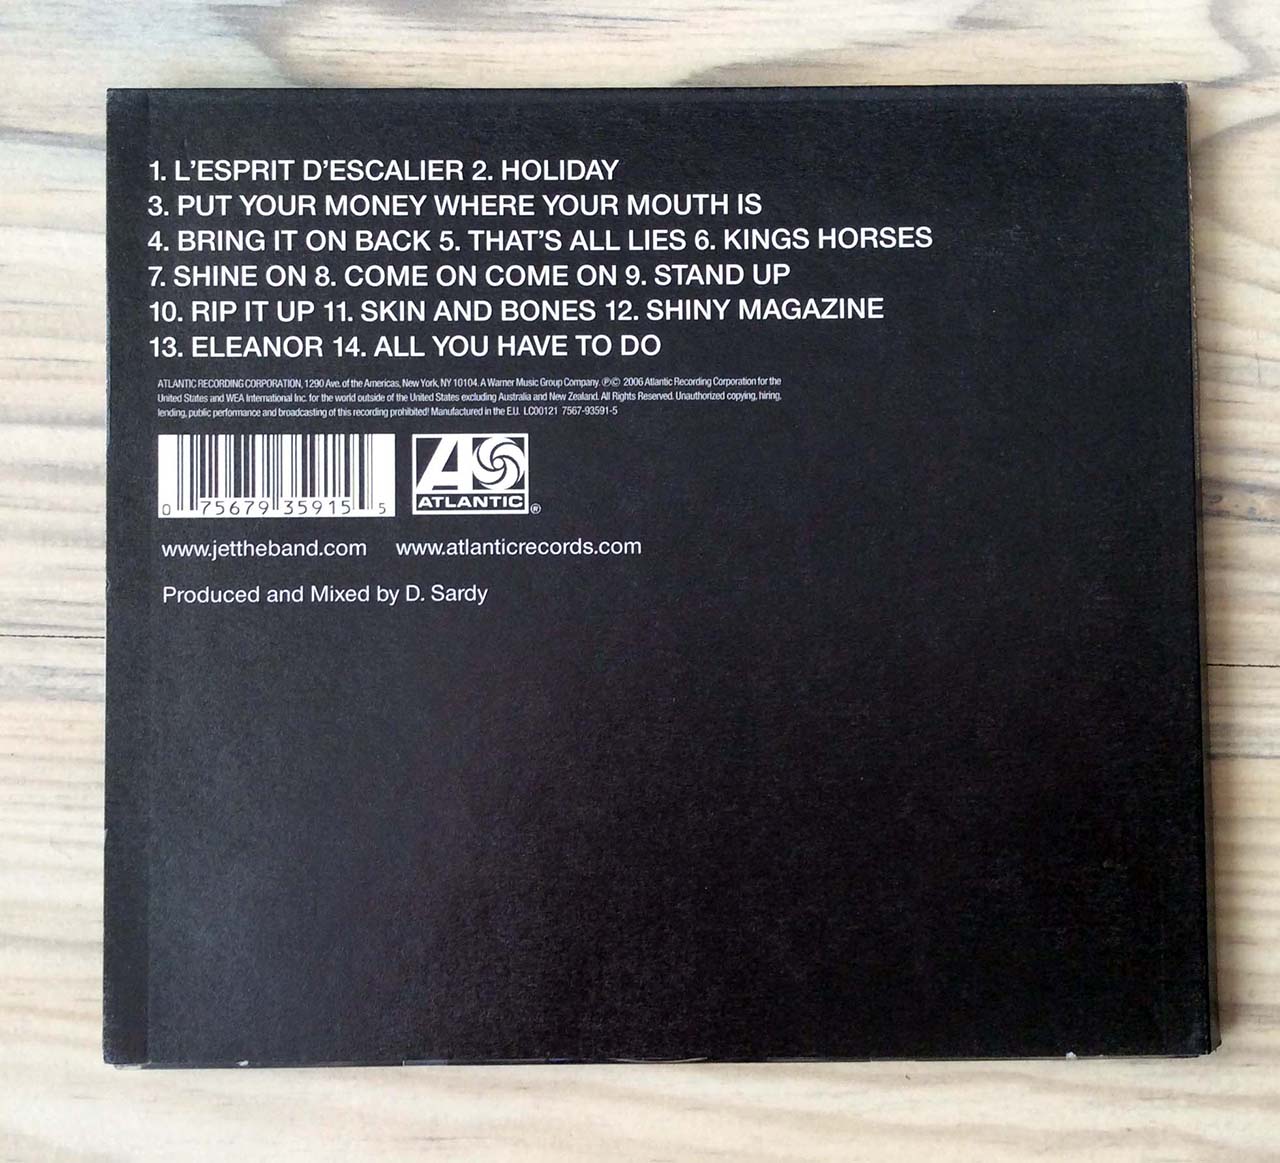 1. L'ESPRIT D'ESCALIER 2. HOLIDAY
3. PUT YOUR MONEY WHERE YOUR MOUTH IS
4. BRING IT ON BACK 5. THAT'S ALL LIES 6. KINGS HORSES
7. SHINE ON 8. COME ON COME ON 9. STAND UP
10. RIP IT UP 11. SKIN AND BONES 12. SHINY MAGAZINE
13. ELEANOR 14. ALL YOU HAVE TO DO
ATLANTIC RECORDING CORPORATION, 1290 Ave. of the Americas, New York, NY 10104. A Warner Music Group Company. ℗© 2006 Atlantic Recording Corporation for the
United States and WEA International Inc. for the world outside of the United States excluding Australia and New Zealand. All Rights Reserved. Unauthorized copying, hiring,
lending, public performance and broadcasting of this recording prohibited! Manufactured in the E.U. LC00121 7567-93591-5
0 75679 35915 5
ATLANTIC ®
www.jettheband.com www.atlanticrecords.com
Produced and Mixed by D. Sardy